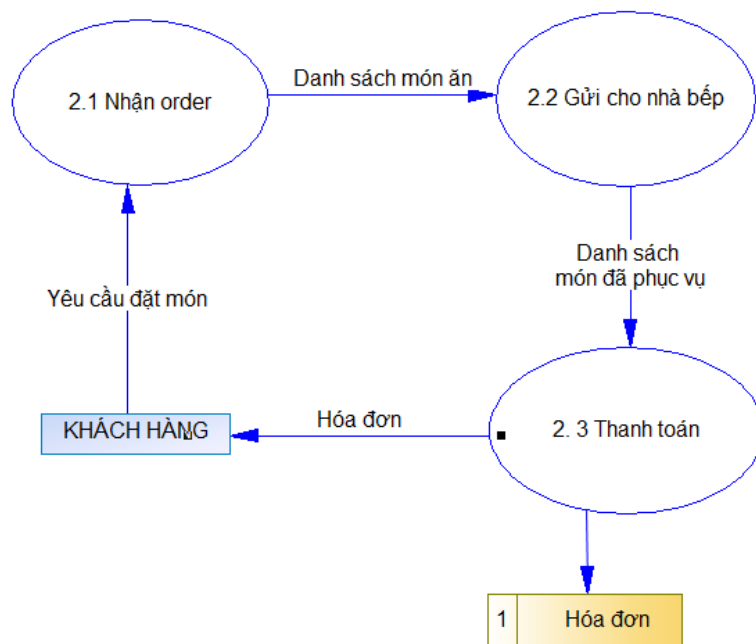 2.1 Nhận order
Danh sách món ăn
2.2 Gửi cho nhà bếp
Danh sách
món đã phục vụ
Yêu cầu đặt món
KHÁCH HÀNG
Hóa đơn
2. 3 Thanh toán
1 Hóa đơn